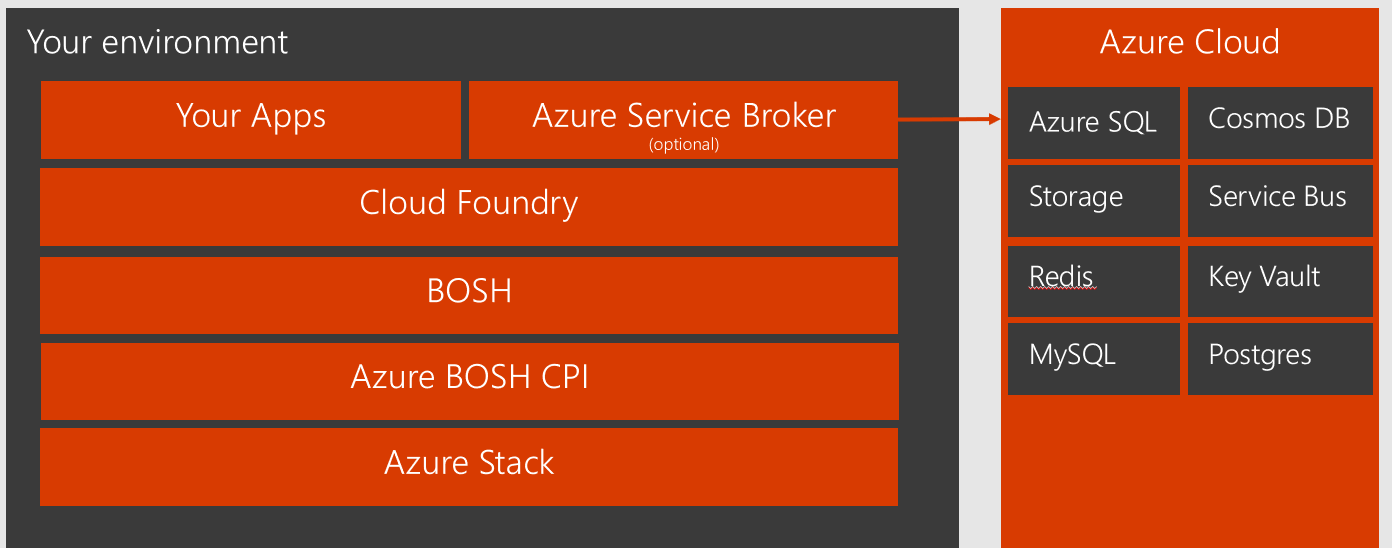 Your environment
Your Apps
Azure Service Broker
(optional)
Cloud Foundry
BOSH
Azure BOSH CPI
Azure Stack
Azure Cloud
Azure SQL
Cosmos DB
Storage
Service Bus
Redis
Key Vault
MySQL
Postgres